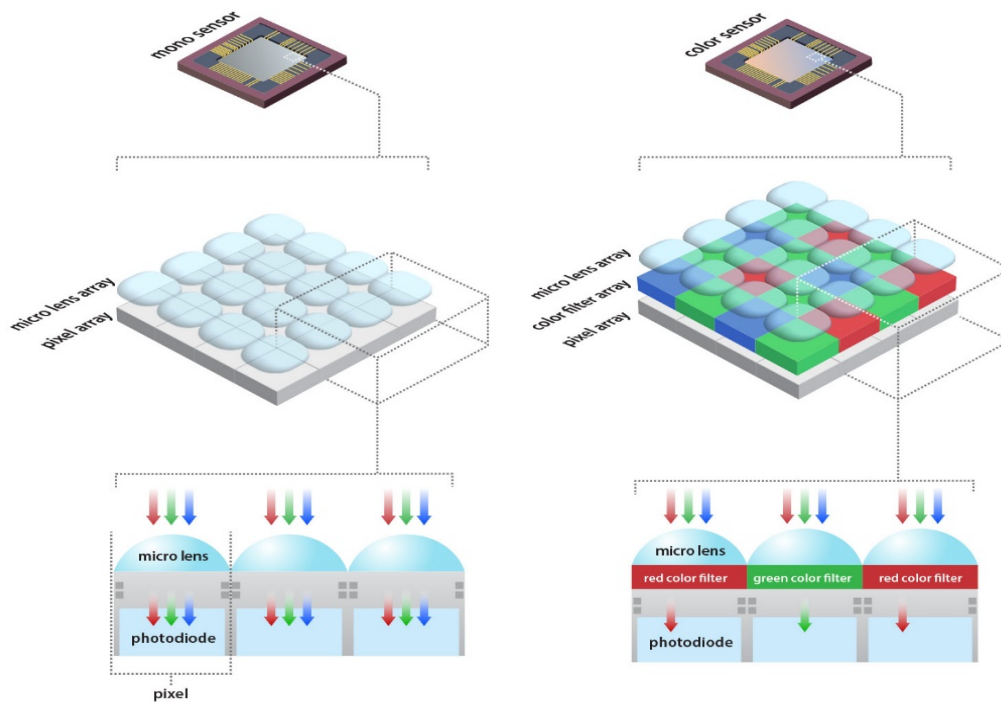 mono sensor
micro lens array
pixel array
micro lens
photodiode
pixel
color sensor
micro lens array
color filter array
pixel array
micro lens
red color filter
green color filter
red color filter
photodiode